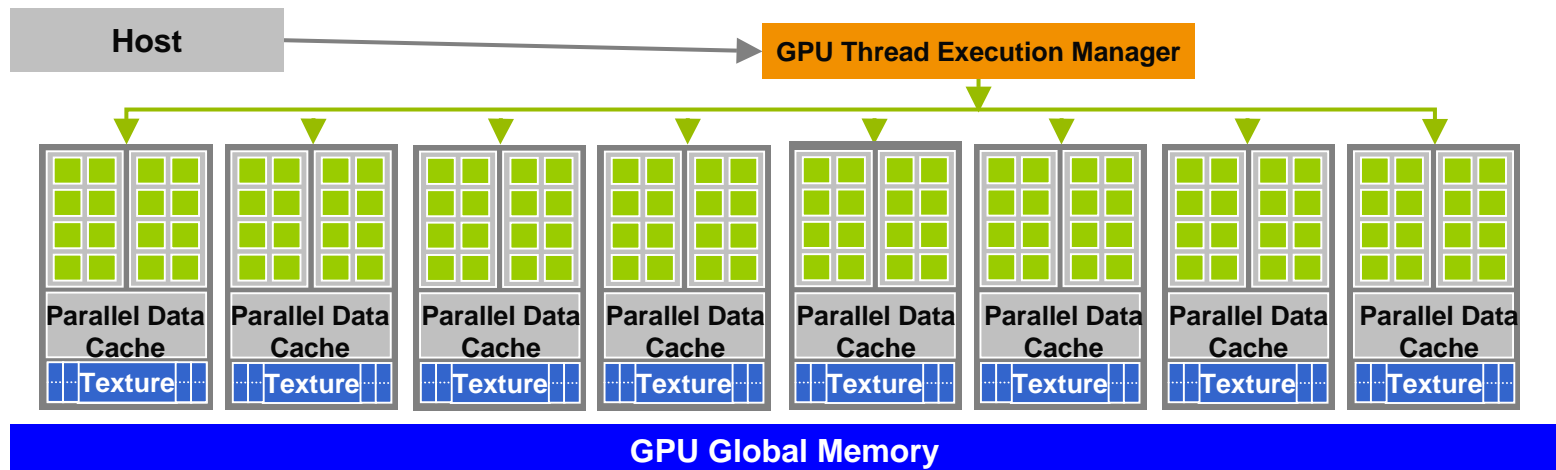 Host
GPU Thread Execution Manager
Parallel Data
Cache
Texture
Parallel Data
Cache
Texture
Parallel Data
Cache
Texture
Parallel Data
Cache
Texture
Parallel Data
Cache
Texture
Parallel Data
Cache
Texture
Parallel Data
Cache
Texture
Parallel Data
Cache
Texture
GPU Global Memory